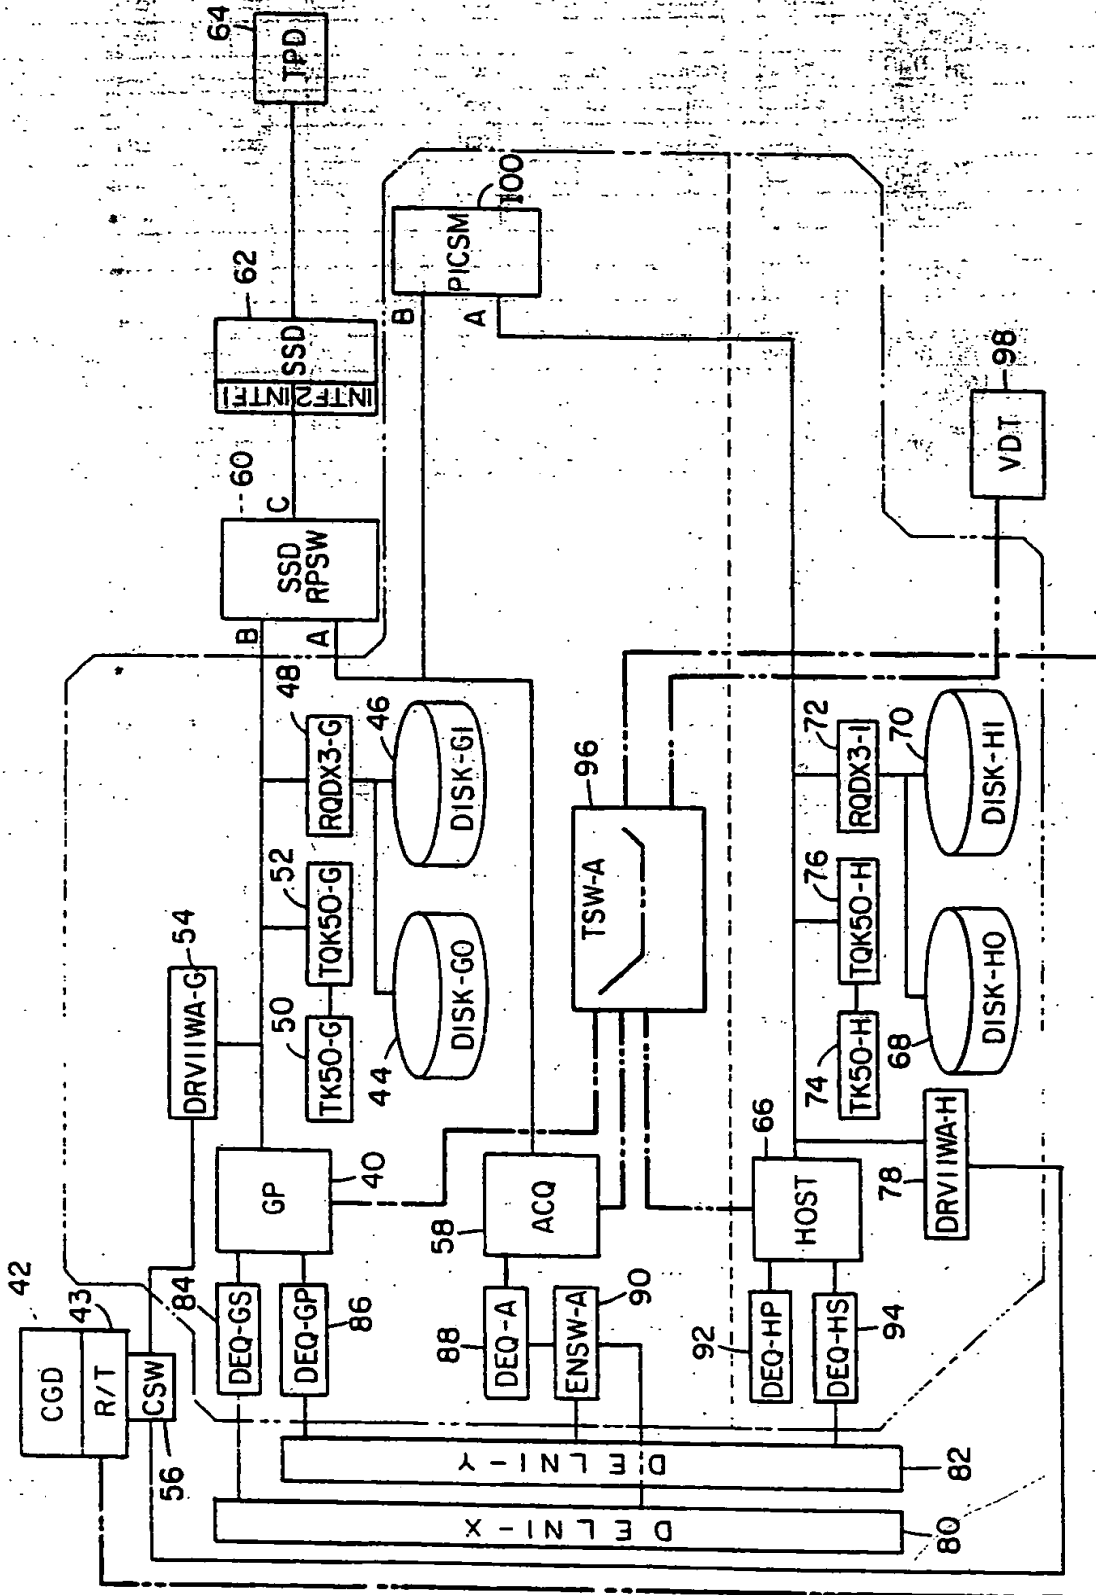 42
CGD
43
R/T
CSW
56
54
DRV11WA-G
60
C
SSD
RPSW
B
A
62
SSD
INTF1
INTF2
64
TPD
84
DEQ-GS
DEQ-GP
86
GP
40
50
TK50-G
52
TQK50-G
48
RQDX3-G
44
DISK-G0
46
DISK-G1
B
A
PICSM
100
88
DEQ-A
ENSW-A
90
58
ACQ
TSW-A
96
92
DEQ-HP
DEQ-HS
94
66
HOST
78
DRV11WA-H
74
TK50-H
76
TQK50-H
72
RQDX3-I
68
DISK-H0
70
DISK-H1
VDT
98
DELNI-Y
82
DELNI-X
80